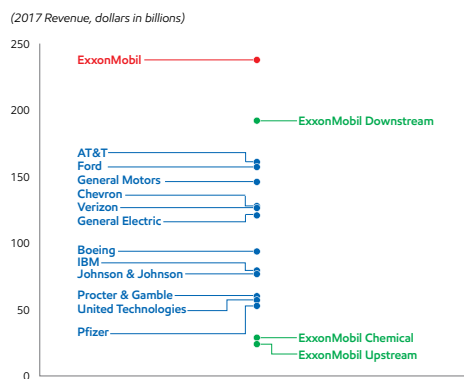 (2017 Revenue, dollars in billions)
250
ExxonMobil
200
ExxonMobil Downstream
AT&T
Ford
150
General Motors
Chevron
Verizon
General Electric
100
Boeing
IBM
Johnson & Johnson
Procter & Gamble
50
United Technologies
Pfizer
ExxonMobil Chemical
ExxonMobil Upstream
0